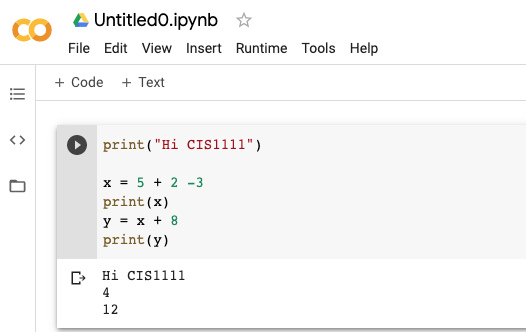 Untitled0.ipynb
File Edit View Insert Runtime Tools Help
+ Code + Text
print("Hi CIS1111")
x = 5 + 2 -3
print(x)
y = x + 8
print(y)
Hi CIS1111
4
12